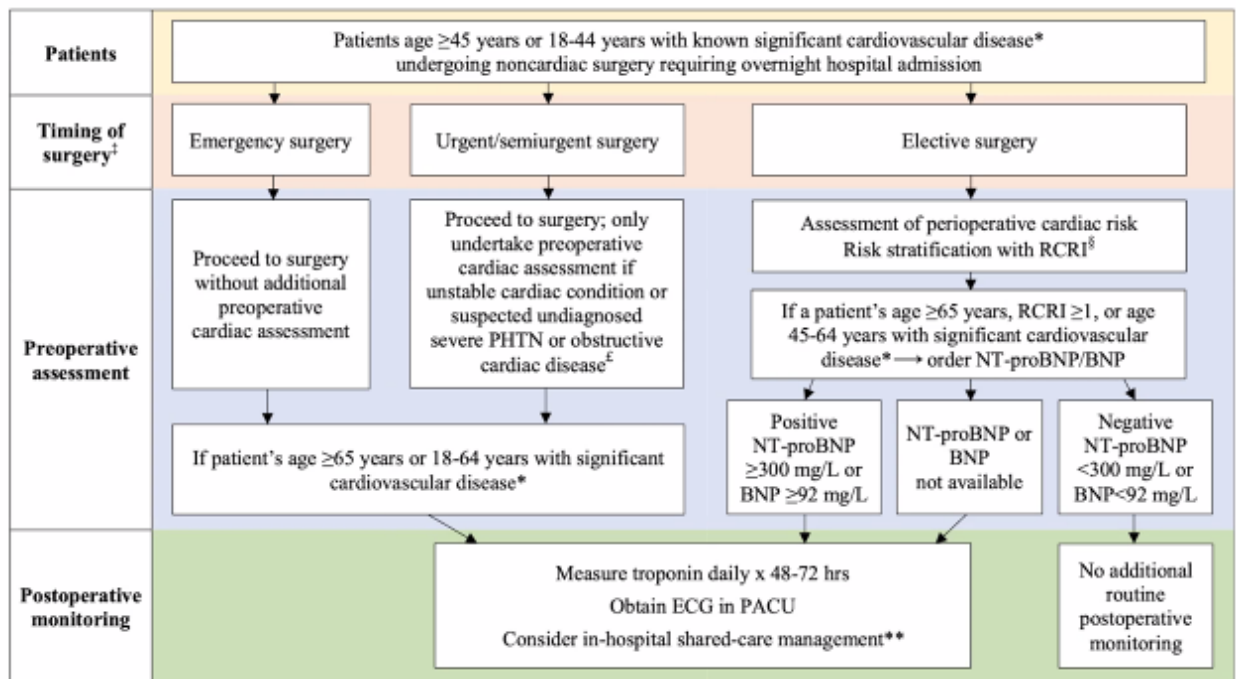 Patients
Patients age ≥45 years or 18-44 years with known significant cardiovascular disease*
undergoing noncardiac surgery requiring overnight hospital admission
Timing of
surgery‡
Emergency surgery
Urgent/semiurgent surgery
Elective surgery
Preoperative
assessment
Proceed to surgery
without additional
preoperative
cardiac assessment
Proceed to surgery; only
undertake preoperative
cardiac assessment if
unstable cardiac condition or
suspected undiagnosed
severe PHTN or obstructive
cardiac disease£
Assessment of perioperative cardiac risk
Risk stratification with RCRI§
If a patient's age ≥65 years, RCRI ≥1, or age
45-64 years with significant cardiovascular
disease* → order NT-proBNP/BNP
If patient's age ≥65 years or 18-64 years with significant
cardiovascular disease*
Positive
NT-proBNP
≥300 mg/L or
BNP ≥92 mg/L
NT-proBNP or
BNP
not available
Negative
NT-proBNP
<300 mg/L or
BNP<92 mg/L
Postoperative
monitoring
Measure troponin daily x 48-72 hrs
Obtain ECG in PACU
Consider in-hospital shared-care management**
No additional
routine
postoperative
monitoring